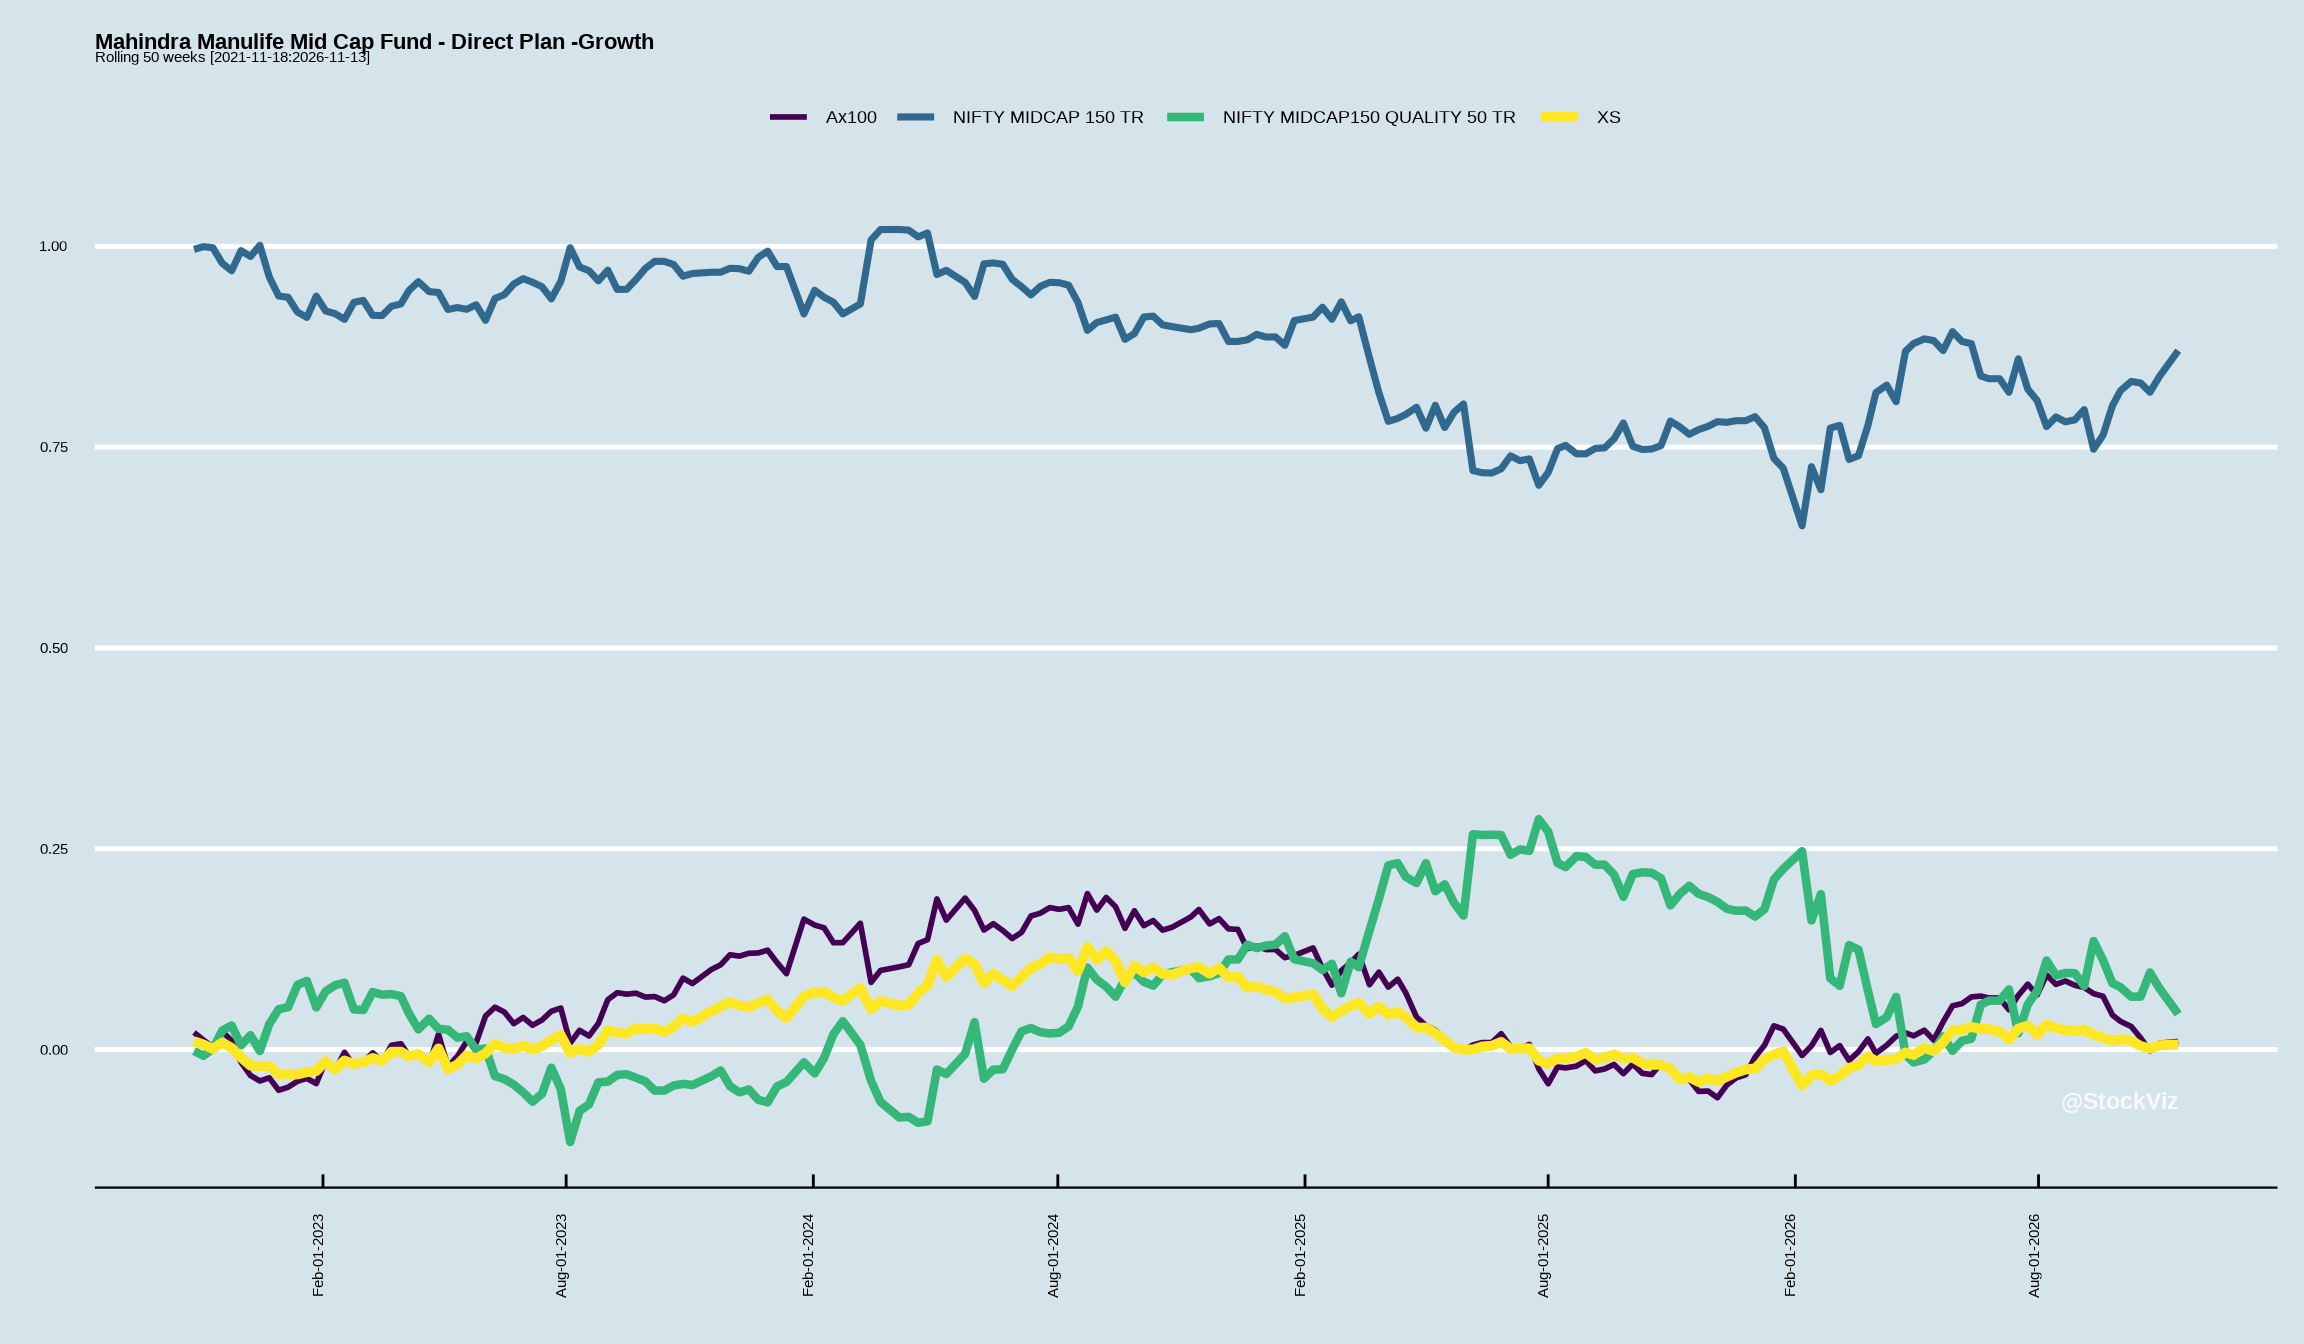 Mahindra Manulife Mid Cap Fund - Direct Plan -Growth
Rolling 50 weeks [2021-11-18:2026-11-13]
Ax100 NIFTY MIDCAP 150 TR NIFTY MIDCAP150 QUALITY 50 TR XS
1.00
0.75
0.50
0.25
0.00
@StockViz
Feb-01-2023
Aug-01-2023
Feb-01-2024
Aug-01-2024
Feb-01-2025
Aug-01-2025
Feb-01-2026
Aug-01-2026